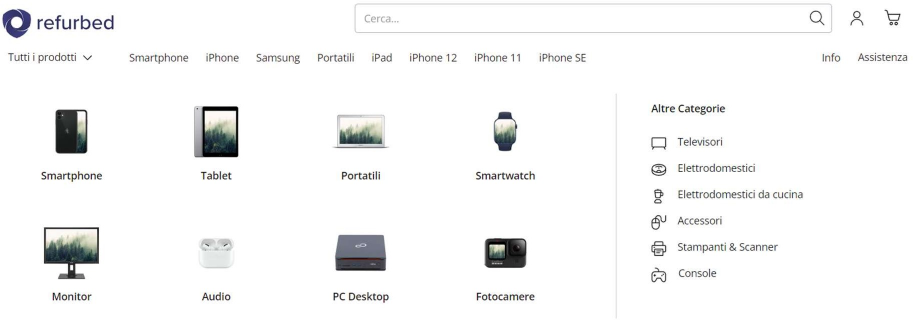 refurbed
Cerca...
Tutti i prodotti
Smartphone iPhone Samsung Portatili iPad iPhone 12 iPhone 11 iPhone SE
Info Assistenza
Smartphone Tablet Portatili Smartwatch
Monitor Audio PC Desktop Fotocamere
Altre Categorie
Televisori
Elettrodomestici
Elettrodomestici da cucina
Accessori
Stampanti & Scanner
Console